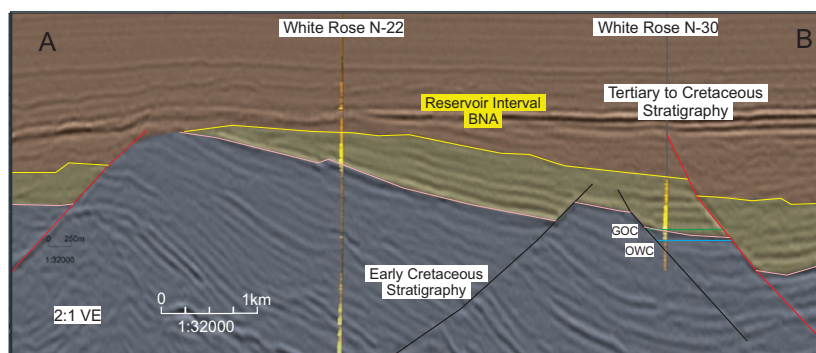 A
White Rose N-22
White Rose N-30
B
Reservoir Interval
BNA
Tertiary to Cretaceous
Stratigraphy
GOC
OWC
0 250m
1:32000
Early Cretaceous
Stratigraphy
0 1km
1:32000
2:1 VE